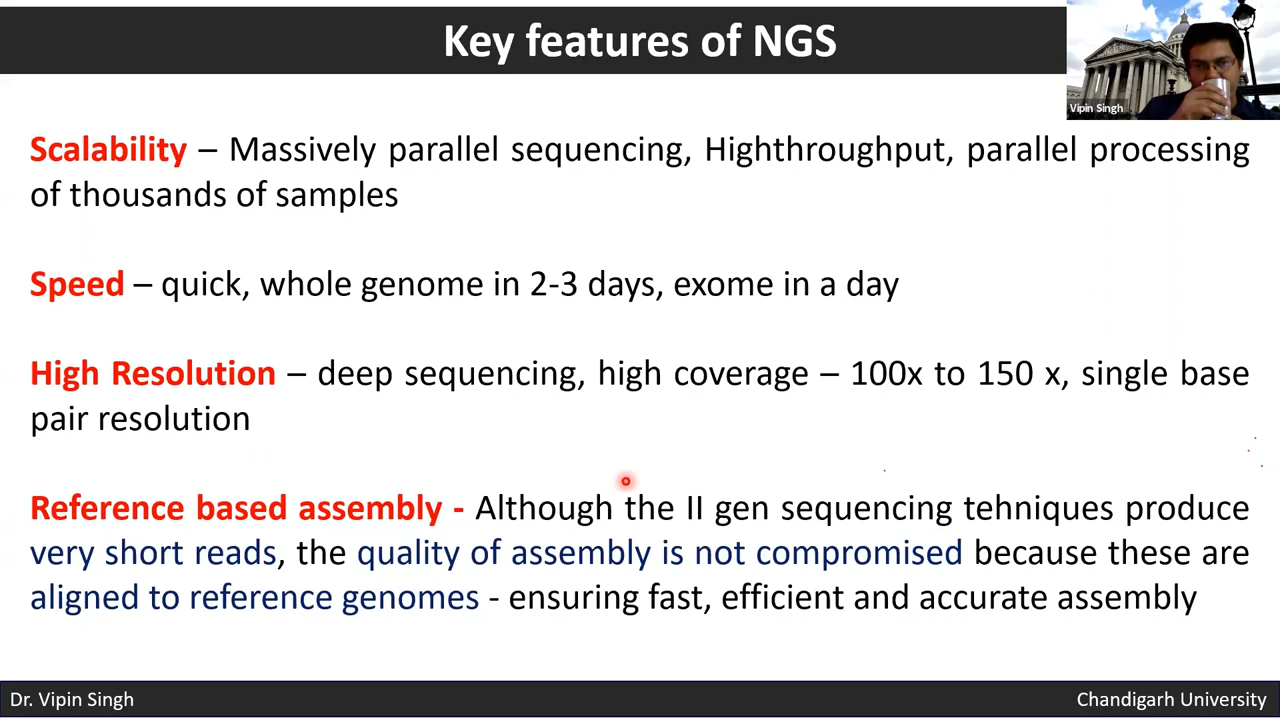 Key features of NGS
Vipin Singh
Scalability – Massively parallel sequencing, Highthroughput, parallel processing
of thousands of samples
Speed – quick, whole genome in 2-3 days, exome in a day
High Resolution – deep sequencing, high coverage – 100x to 150 x, single base
pair resolution
Reference based assembly - Although the II gen sequencing tehniques produce
very short reads, the quality of assembly is not compromised because these are
aligned to reference genomes - ensuring fast, efficient and accurate assembly
Dr. Vipin Singh
Chandigarh University